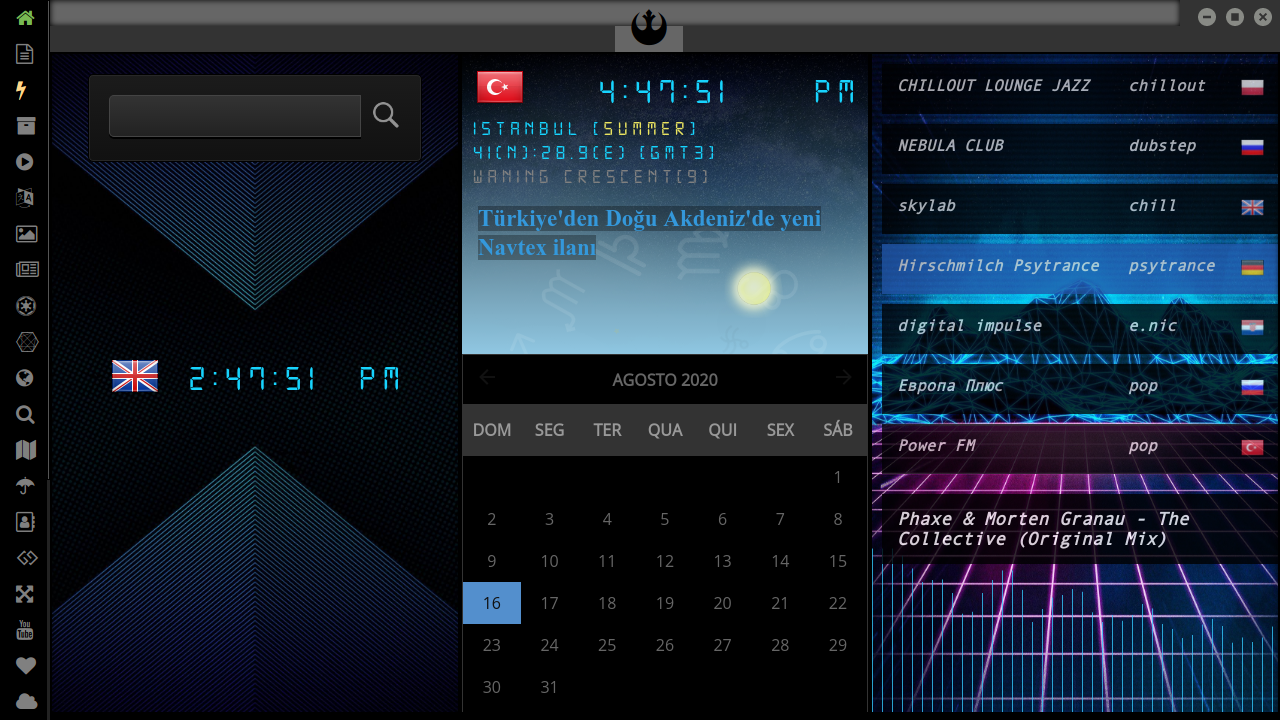 4:47:51 PM
ISTANBUL (SUMMER)
41(N):28.9(E) (GMT3)
WANING CRESCENT(9)
Türkiye'den Doğu Akdeniz'de yeni
Navtex ilanı
2:47:51 PM
AGOSTO 2020
DOM SEG TER QUA QUI SEX SÁB
1
2 3 4 5 6 7 8
9 10 11 12 13 14 15
16 17 18 19 20 21 22
23 24 25 26 27 28 29
30 31
CHILLOUT LOUNGE JAZZ chillout
NEBULA CLUB dubstep
skylab chill
Hirschmilch Psytrance psytrance
digital impulse e.nic
Европа Плюс pop
Power FM pop
Phaxe & Morten Granau - The
Collective (Original Mix)
You
Tube